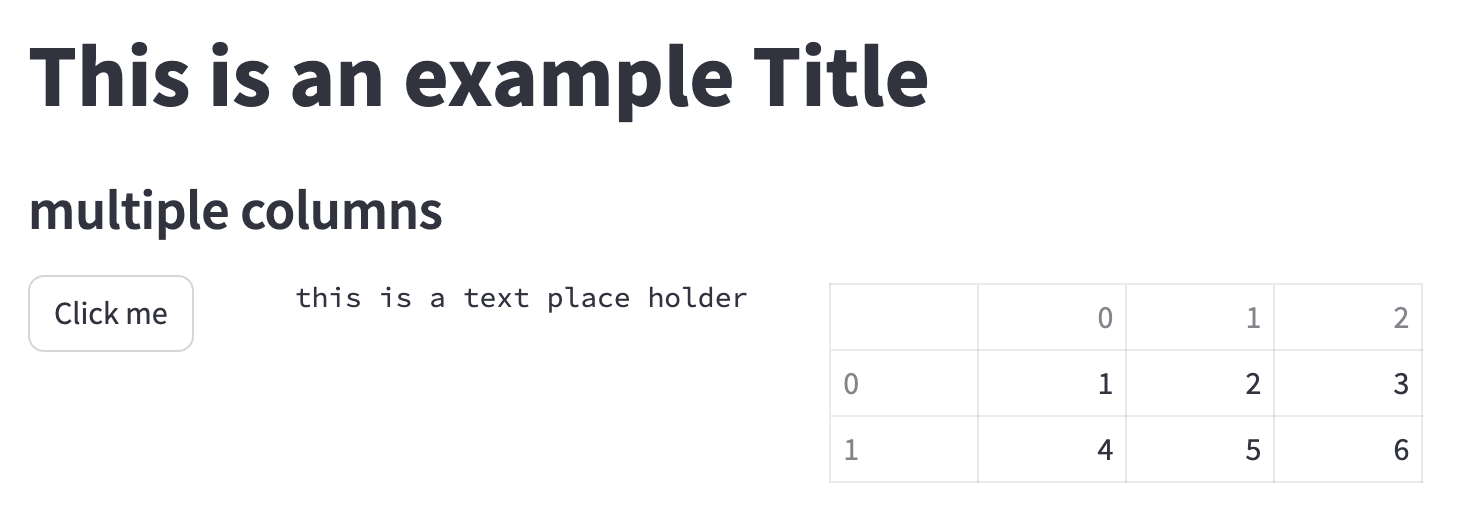 This is an example Title
multiple columns
Click me
this is a text place holder
0 1 2
0 1 2 3
1 4 5 6